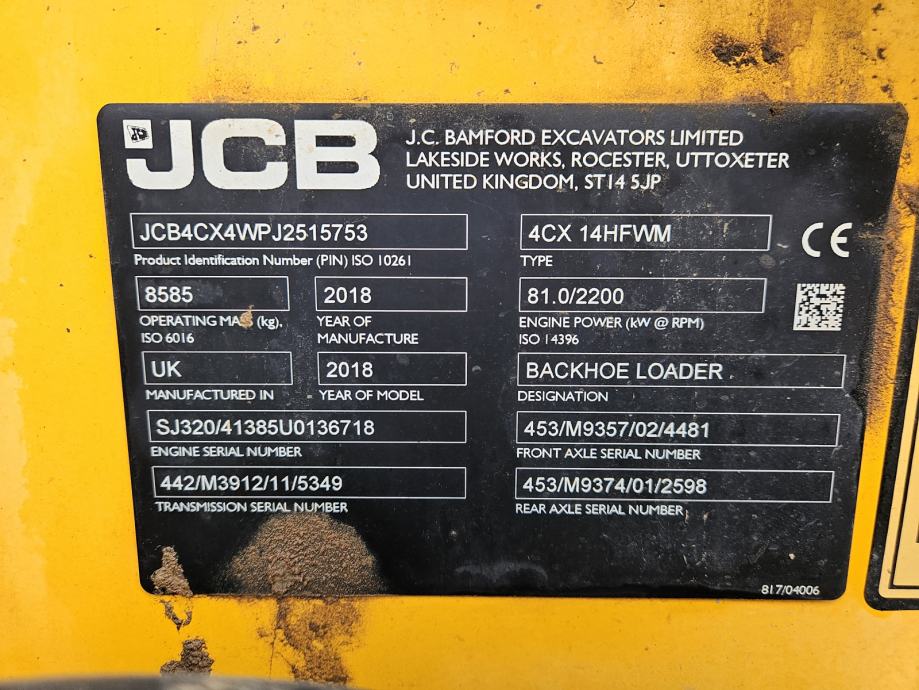 JCB
J.C. BAMFORD EXCAVATORS LIMITED
LAKESIDE WORKS, ROCESTER, UTTOXETER
UNITED KINGDOM, ST14 5JP
JCB4CX4WPJ2515753
Product Identification Number (PIN) ISO 10261
4CX 14HFWM
TYPE
CE
8585
OPERATING MASS (kg),
ISO 6016
2018
YEAR OF
MANUFACTURE
81.0/2200
ENGINE POWER (kW @ RPM)
ISO 14396
UK
MANUFACTURED IN
2018
YEAR OF MODEL
BACKHOE LOADER
DESIGNATION
SJ320/41385U0136718
ENGINE SERIAL NUMBER
453/M9357/02/4481
FRONT AXLE SERIAL NUMBER
442/M3912/11/5349
TRANSMISSION SERIAL NUMBER
453/M9374/01/2598
REAR AXLE SERIAL NUMBER
817/04006